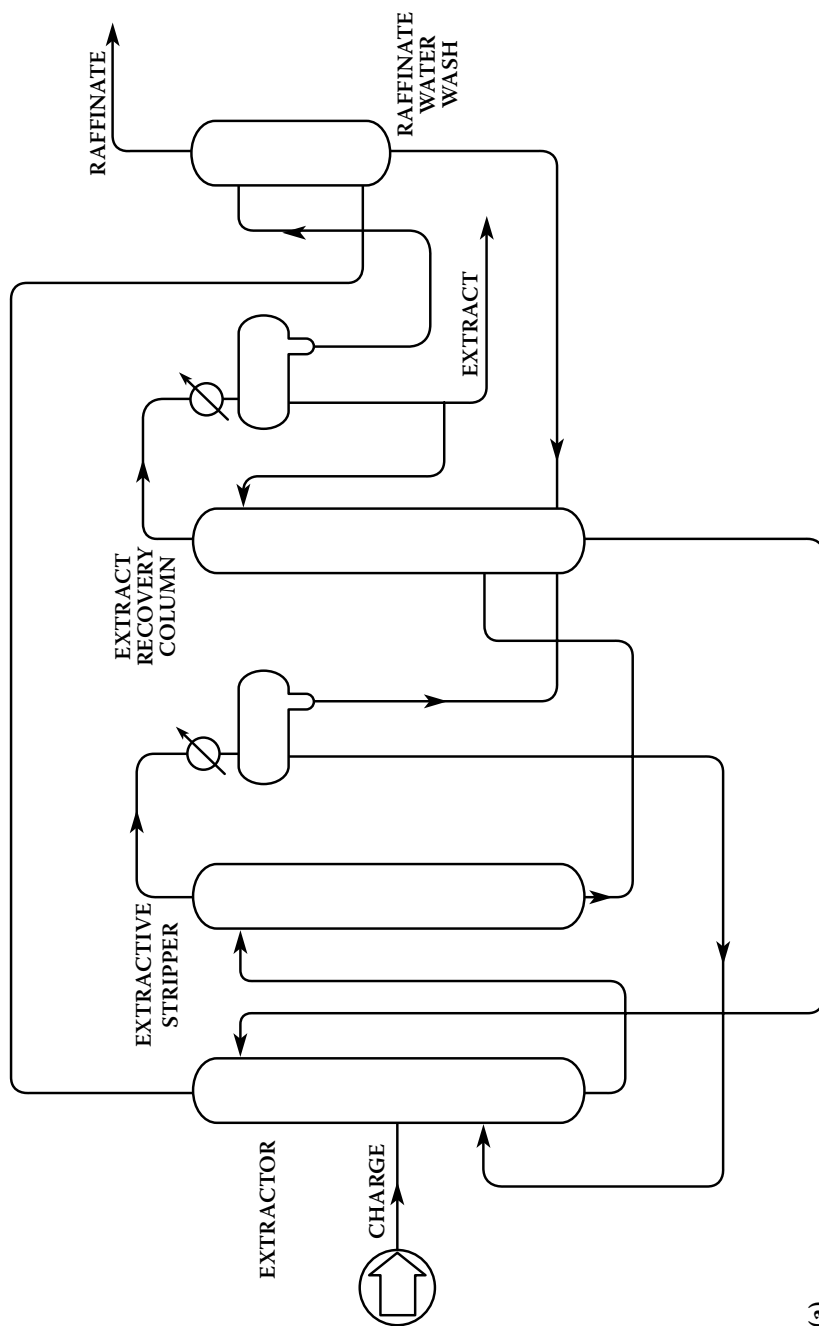 RAFFINATE
RAFFINATE
WATER
WASH
EXTRACT
EXTRACT
RECOVERY
COLUMN
EXTRACTIVE
STRIPPER
EXTRACTOR
CHARGE
(a)